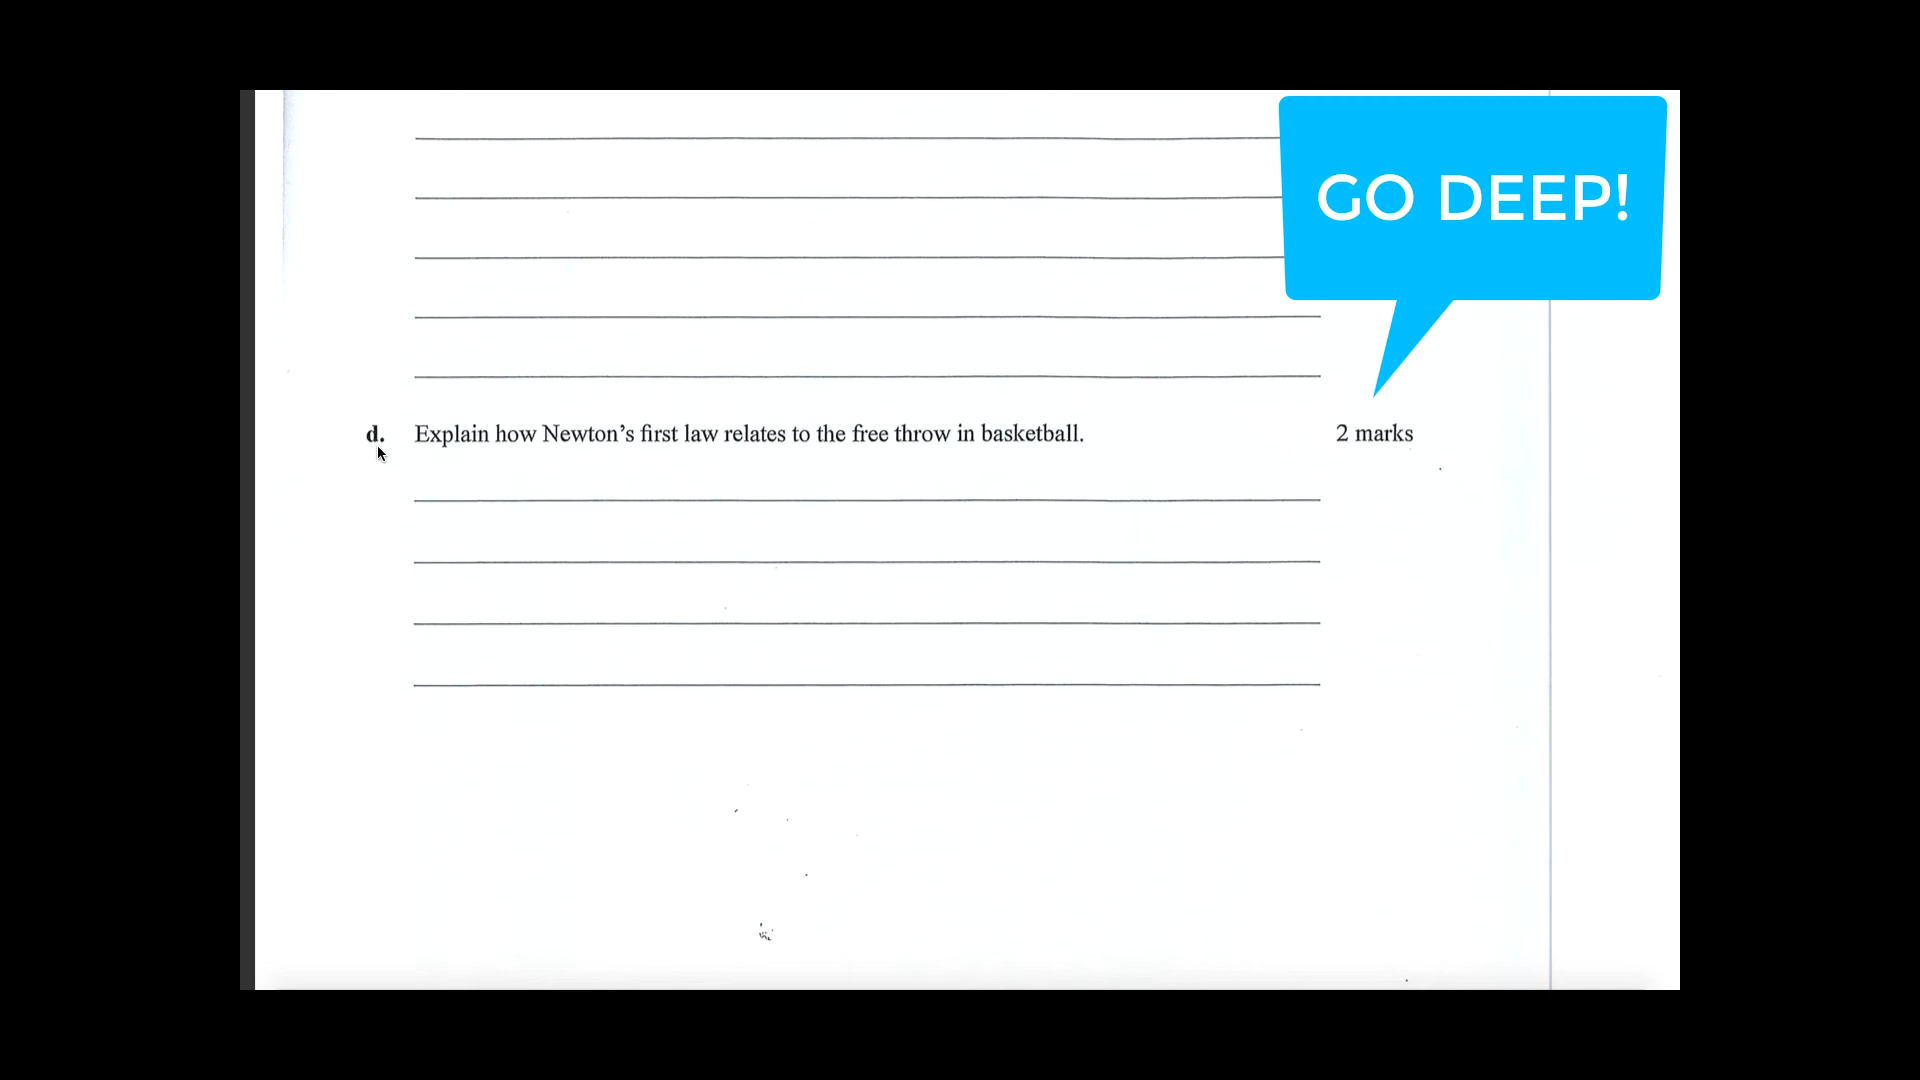 GO DEEP!
d. Explain how Newton's first law relates to the free throw in basketball. 2 marks